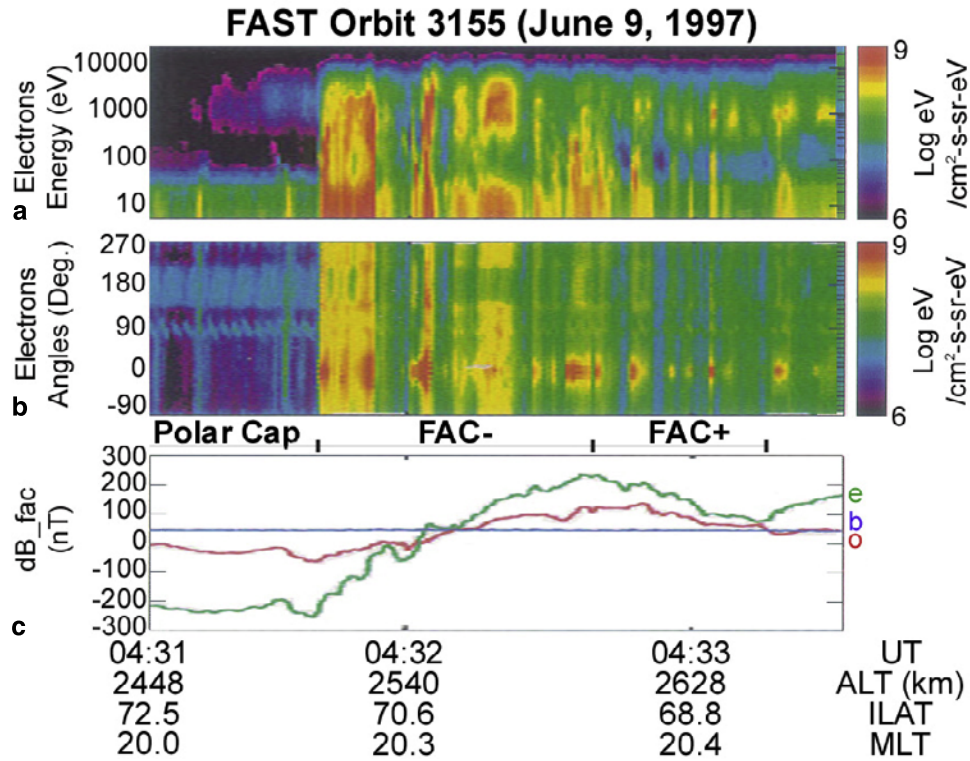 FAST Orbit 3155 (June 9, 1997)
a
Electrons
Energy (eV)
10000
1000
100
10
9
6
Log eV
/cm²-s-sr-eV
b
Electrons
Angles (Deg.)
270
180
90
0
-90
9
6
Log eV
/cm²-s-sr-eV
Polar Cap FAC- FAC+
c
dB_fac
(nT)
300
200
100
0
-100
-200
-300
e
b
o
04:31 04:32 04:33 UT
2448 2540 2628 ALT (km)
72.5 70.6 68.8 ILAT
20.0 20.3 20.4 MLT